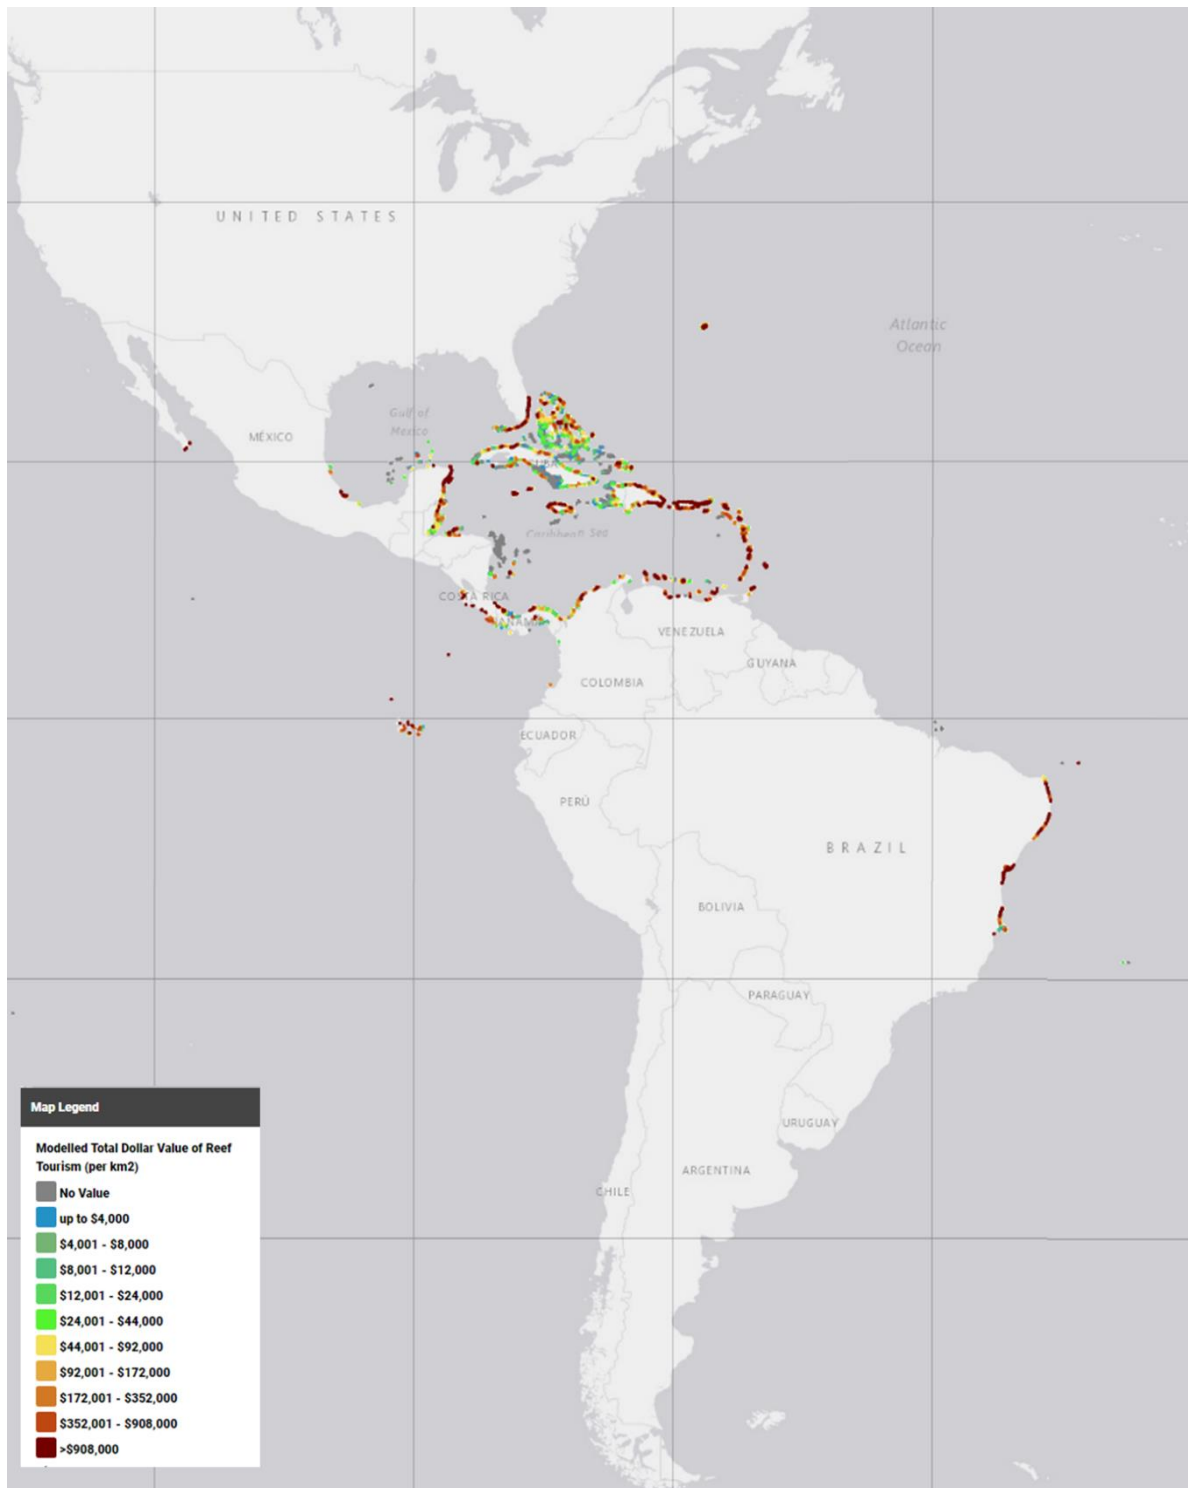 UNITED STATES
Atlantic
Ocean
Gulf of
Mexico
MÉXICO
CUBA
Caribbean Sea
COSTA RICA
PANAMA
VENEZUELA
GUYANA
COLOMBIA
ECUADOR
PERÚ
BRAZIL
BOLIVIA
PARAGUAY
URUGUAY
ARGENTINA
CHILE
Map Legend
Modelled Total Dollar Value of Reef
Tourism (per km2)
No Value
up to $4,000
$4,001 - $8,000
$8,001 - $12,000
$12,001 - $24,000
$24,001 - $44,000
$44,001 - $92,000
$92,001 - $172,000
$172,001 - $352,000
$352,001 - $908,000
>$908,000